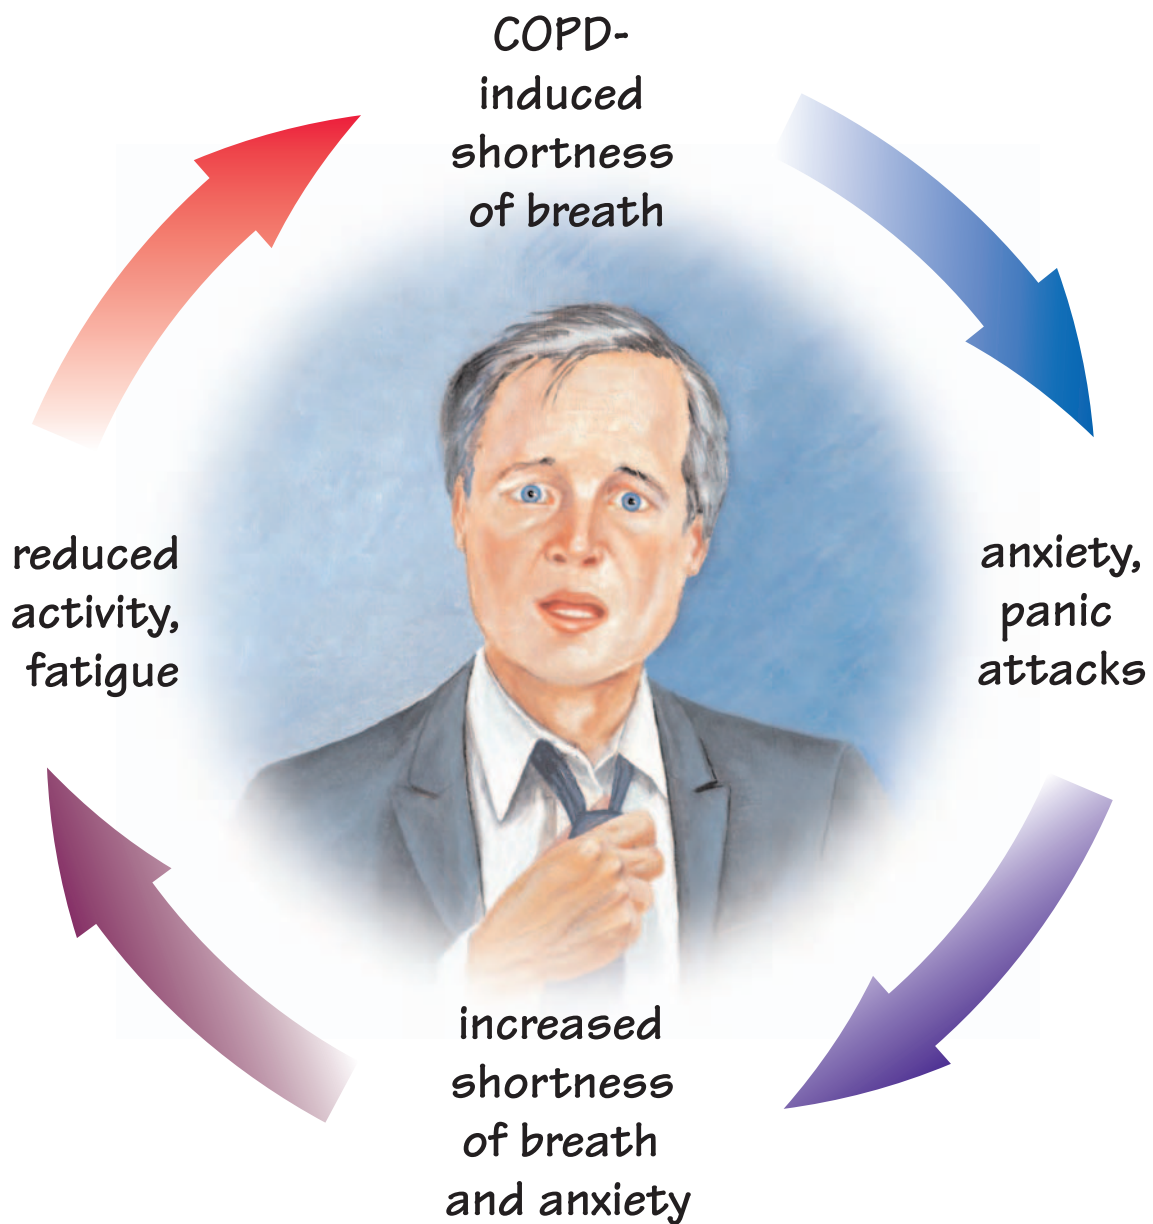 COPD-
induced
shortness
of breath
anxiety,
panic
attacks
increased
shortness
of breath
and anxiety
reduced
activity,
fatigue